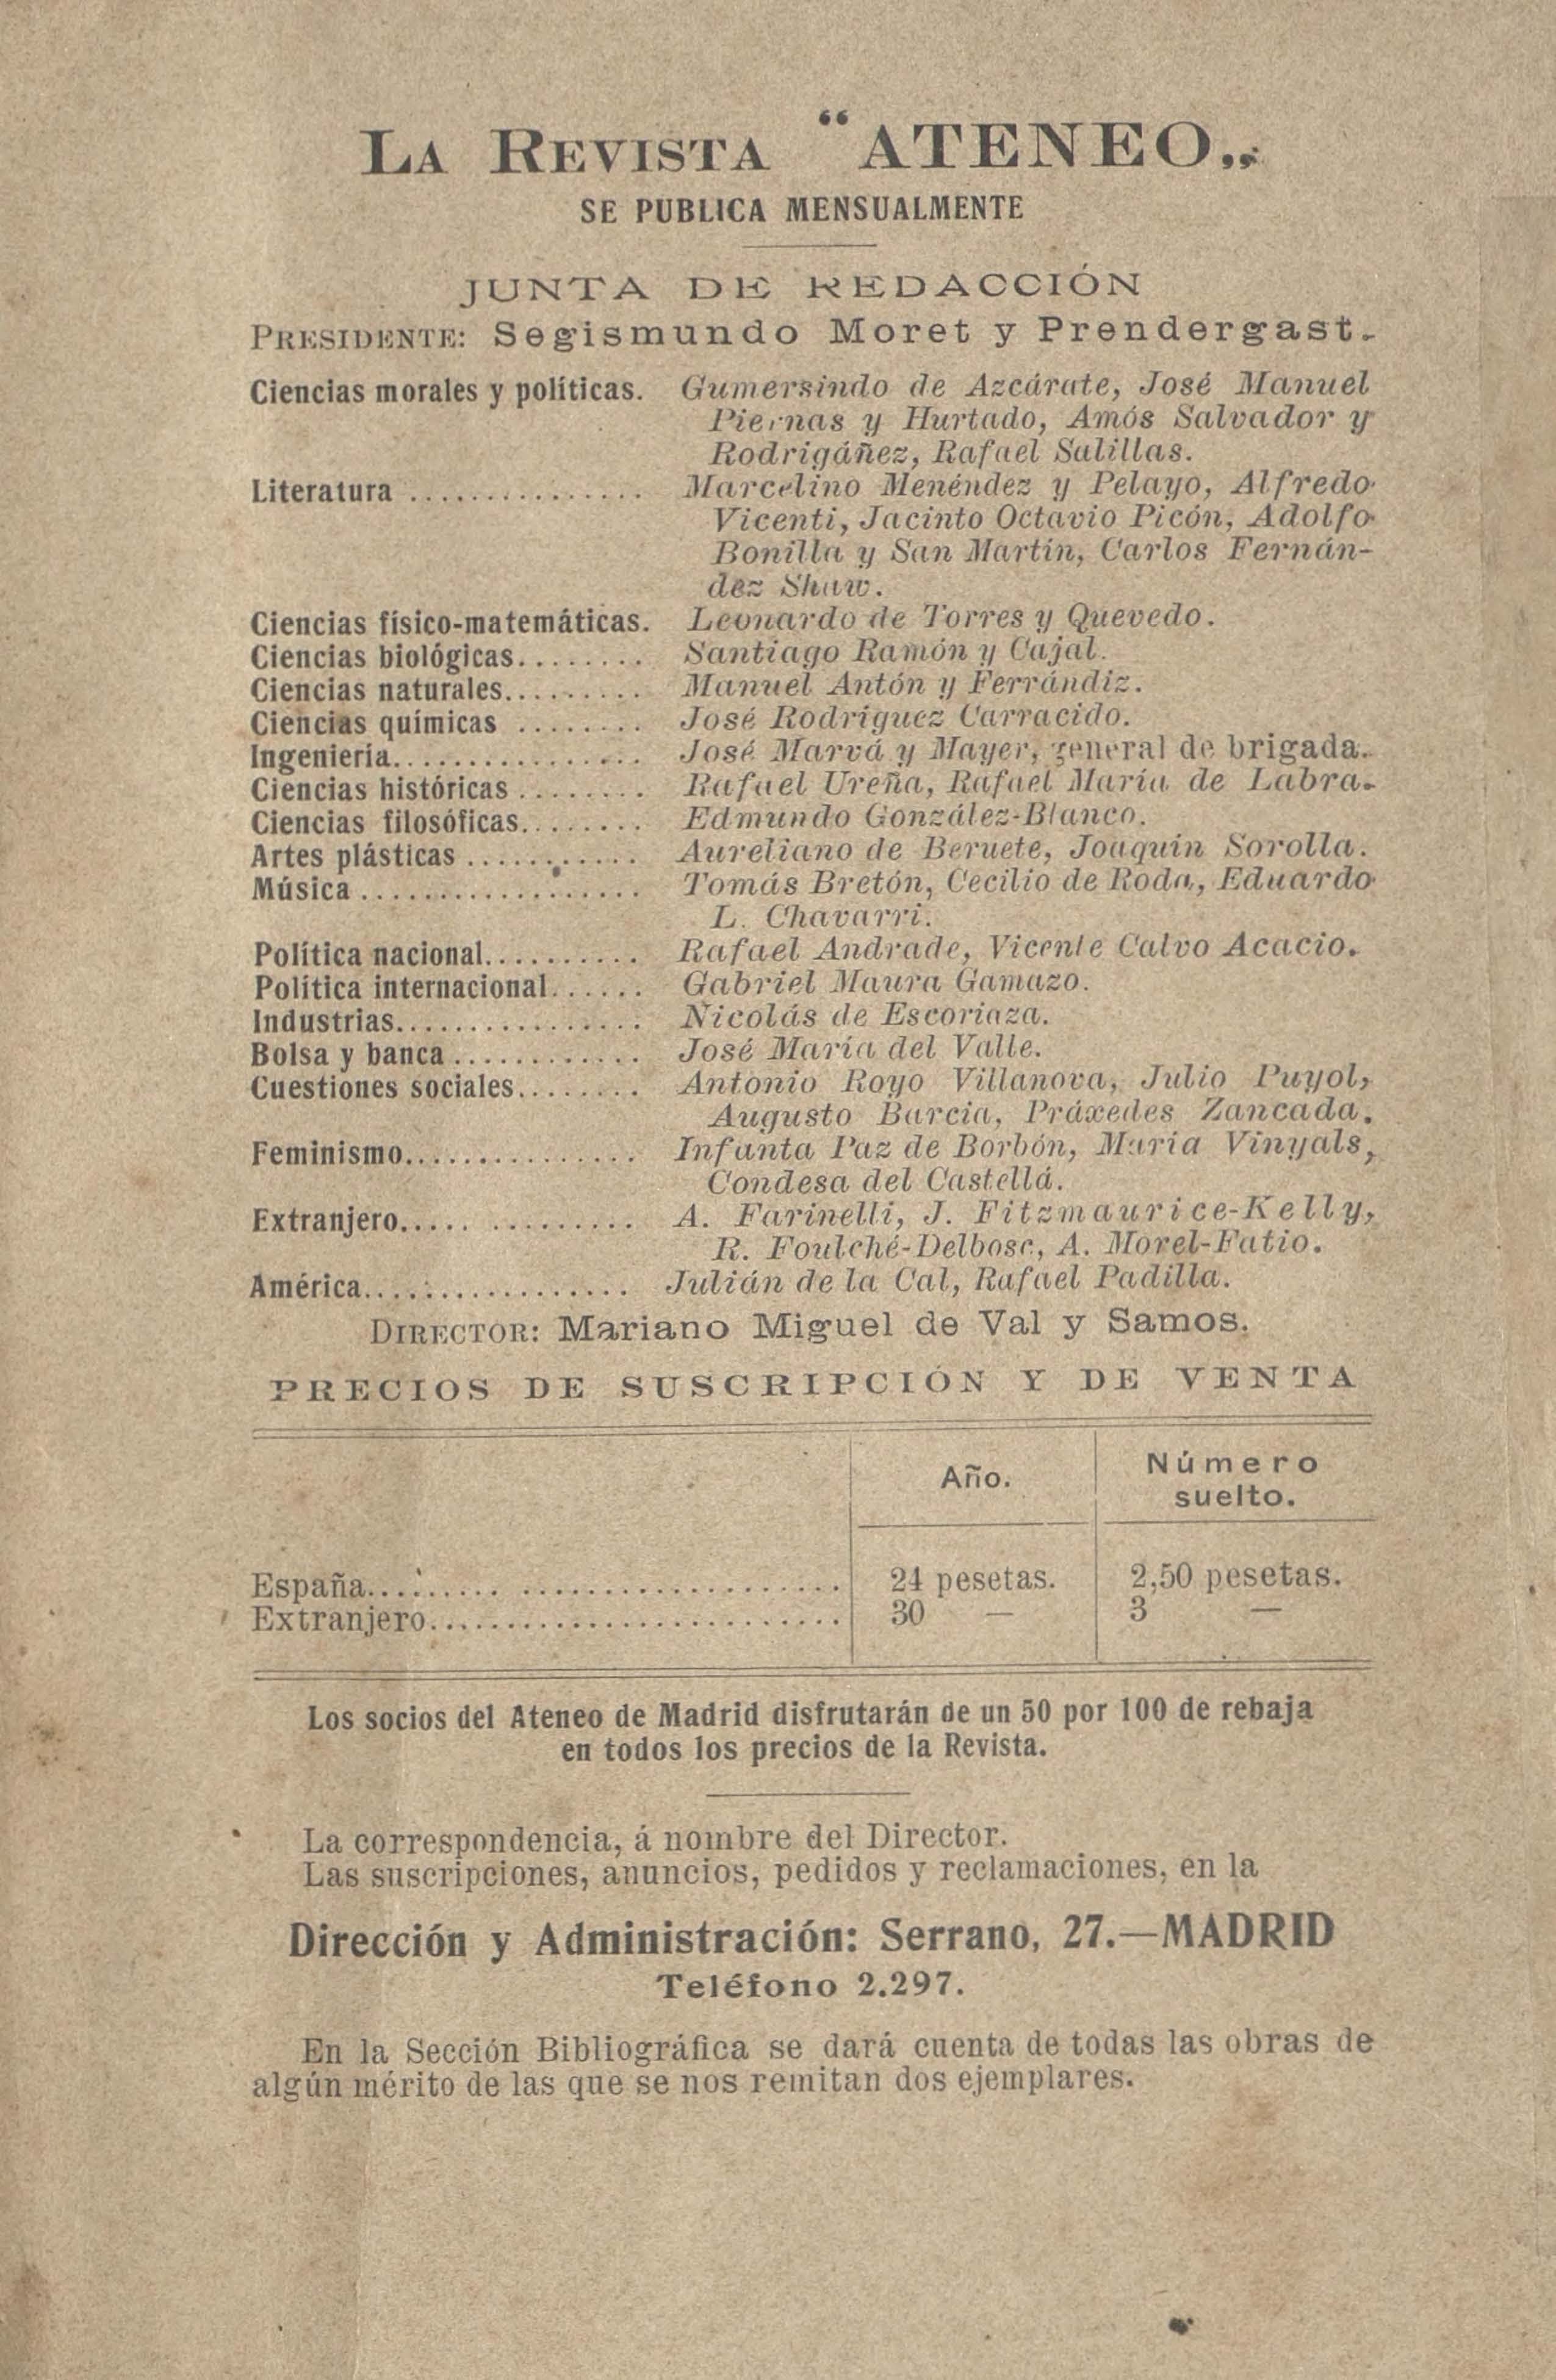 LA REVISTA “ATENEO„
SE PUBLICA MENSUALMENTE
JUNTA DE REDACCIÓN
PRESIDENTE: Segismundo Moret y Prendergast.
Ciencias morales y políticas. Gumersindo de Azcárate, José Manuel
Piernas y Hurtado, Amós Salvador y
Rodrigáñez, Rafael Salillas.
Literatura ............... Marcelino Menéndez y Pelayo, Alfredo
Vicenti, Jacinto Octavio Picón, Adolfo
Bonilla y San Martín, Carlos Fernán-
dez Shaw.
Ciencias físico-matemáticas. Leonardo de Torres y Quevedo.
Ciencias biológicas........ Santiago Ramón y Cajal.
Ciencias naturales......... Manuel Antón y Ferrándiz.
Ciencias químicas ........ José Rodríguez Carracido.
Ingeniería................ José Marvá y Mayer, general de brigada.
Ciencias históricas ........ Rafael Ureña, Rafael María de Labra.
Ciencias filosóficas........ Edmundo González-Blanco.
Artes plásticas ........... Aureliano de Beruete, Joaquín Sorolla.
Música .................. Tomás Bretón, Cecilio de Roda, Eduardo
L. Chavarri.
Política nacional.......... Rafael Andrade, Vicente Calvo Acacio.
Política internacional...... Gabriel Maura Gamazo.
Industrias................ Nicolás de Escoriaza.
Bolsa y banca ............ José María del Valle.
Cuestiones sociales........ Antonio Royo Villanova, Julio Puyol,
Augusto Barcia, Práxedes Zancada.
Feminismo............... Infanta Paz de Borbón, María Vinyals,
Condesa del Castellá.
Extranjero..... ......... A. Farinelli, J. Fitzmaurice-Kelly,
R. Foulché-Delbosc, A. Morel-Fatio.
América................. Julián de la Cal, Rafael Padilla.
DIRECTOR: Mariano Miguel de Val y Samos.
PRECIOS DE SUSCRIPCIÓN Y DE VENTA
Año. Número
suelto.
España......... ................... 24 pesetas. 2,50 pesetas.
Extranjero.......................... 30 — 3 —
Los socios del Ateneo de Madrid disfrutarán de un 50 por 100 de rebaja
en todos los precios de la Revista.
La correspondencia, á nombre del Director.
Las suscripciones, anuncios, pedidos y reclamaciones, en la
Dirección y Administración: Serrano, 27.—MADRID
Teléfono 2.297.
En la Sección Bibliográfica se dará cuenta de todas las obras de
algún mérito de las que se nos remitan dos ejemplares.